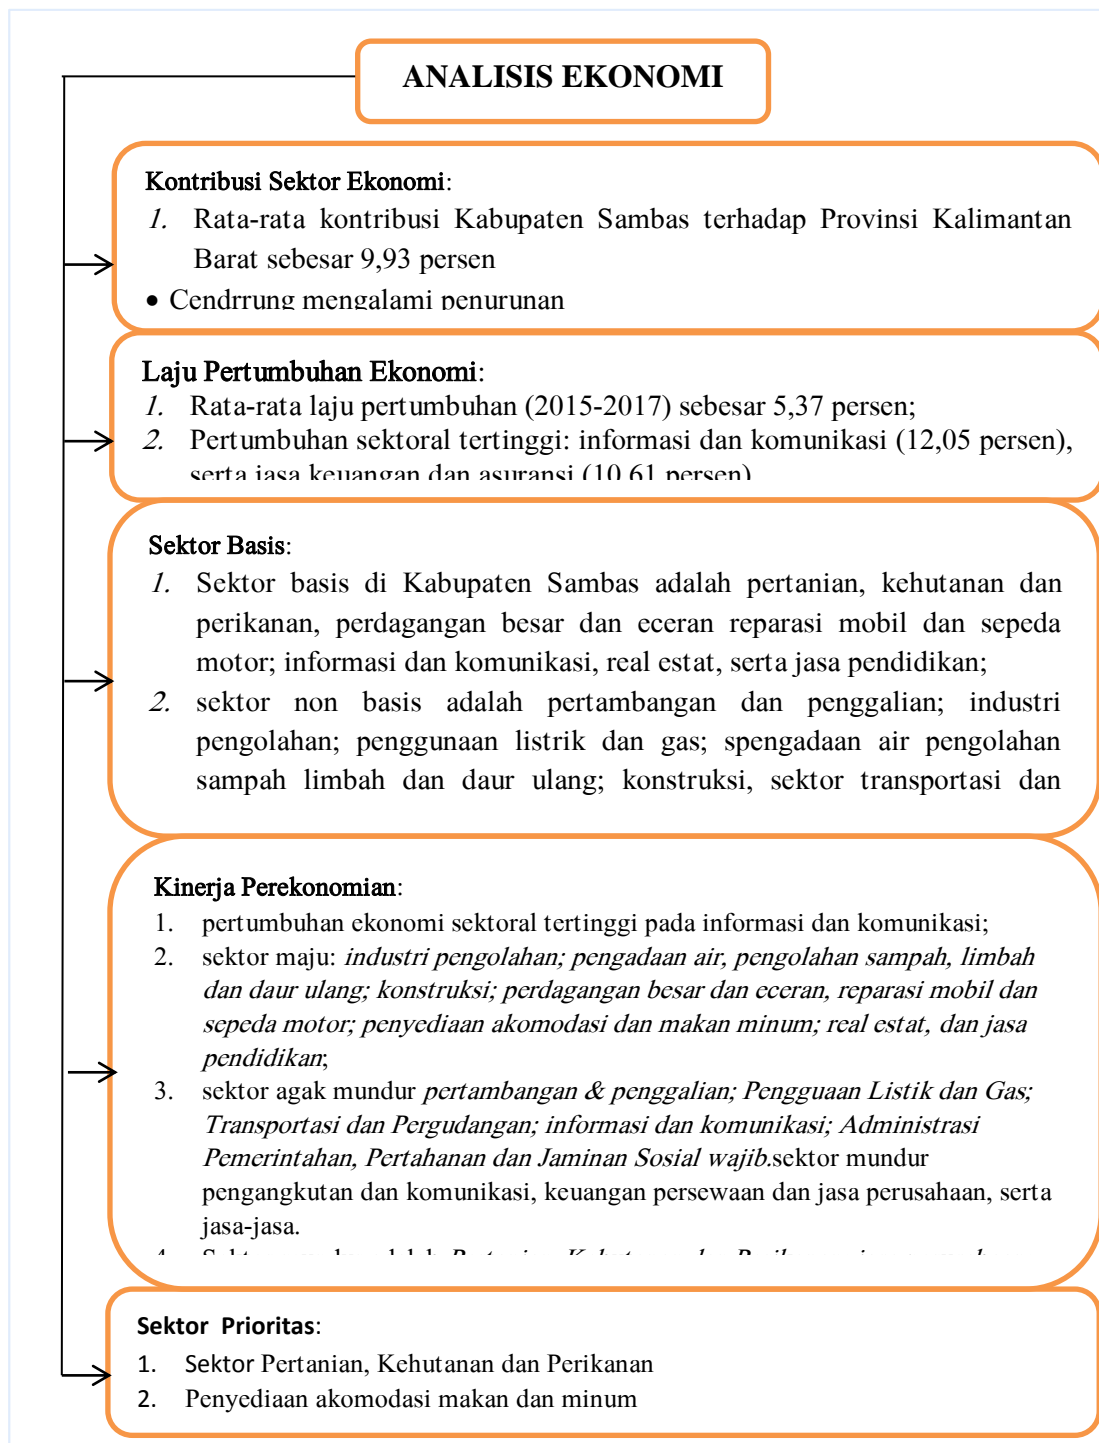 ANALISIS EKONOMI
Kontribusi Sektor Ekonomi:
1. Rata-rata kontribusi Kabupaten Sambas terhadap Provinsi Kalimantan
Barat sebesar 9,93 persen
• Cendrrung mengalami penurunan
Laju Pertumbuhan Ekonomi:
1. Rata-rata laju pertumbuhan (2015-2017) sebesar 5,37 persen;
2. Pertumbuhan sektoral tertinggi: informasi dan komunikasi (12,05 persen),
serta jasa keuangan dan asuransi (10,61 persen)
Sektor Basis:
1. Sektor basis di Kabupaten Sambas adalah pertanian, kehutanan dan
perikanan, perdagangan besar dan eceran reparasi mobil dan sepeda
motor; informasi dan komunikasi, real estat, serta jasa pendidikan;
2. sektor non basis adalah pertambangan dan penggalian; industri
pengolahan; penggunaan listrik dan gas; spengadaan air pengolahan
sampah limbah dan daur ulang; konstruksi, sektor transportasi dan
Kinerja Perekonomian:
1. pertumbuhan ekonomi sektoral tertinggi pada informasi dan komunikasi;
2. sektor maju: industri pengolahan; pengadaan air, pengolahan sampah, limbah
dan daur ulang; konstruksi; perdagangan besar dan eceran, reparasi mobil dan
sepeda motor; penyediaan akomodasi dan makan minum; real estat, dan jasa
pendidikan;
3. sektor agak mundur pertambangan & penggalian; Pengguaan Listik dan Gas;
Transportasi dan Pergudangan; informasi dan komunikasi; Administrasi
Pemerintahan, Pertahanan dan Jaminan Sosial wajib.sektor mundur
pengangkutan dan komunikasi, keuangan persewaan dan jasa perusahaan, serta
jasa-jasa.
Sektor Prioritas:
1. Sektor Pertanian, Kehutanan dan Perikanan
2. Penyediaan akomodasi makan dan minum